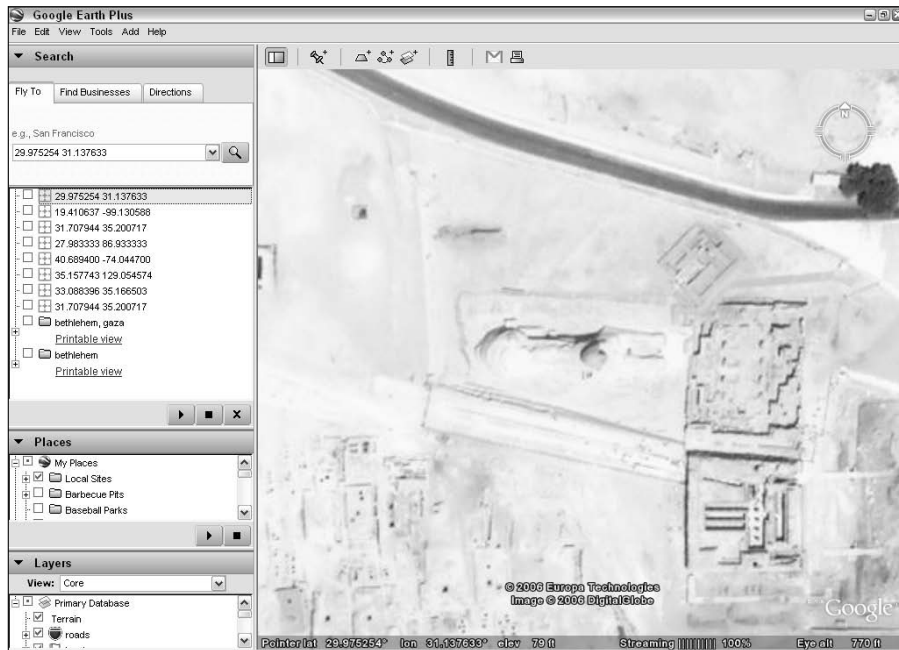 Google Earth Plus
File Edit View Tools Add Help
Search
Fly To Find Businesses Directions
e.g., San Francisco
29.975254 31.137633
29.975254 31.137633
19.410637 -99.130588
31.707944 35.200717
27.983333 86.933333
40.689400 -74.044700
35.157743 129.054574
33.088396 35.166503
31.707944 35.200717
bethlehem, gaza
Printable view
bethlehem
Printable view
Places
My Places
Local Sites
Barbecue Pits
Baseball Parks
Layers
View: Core
Primary Database
Terrain
roads
N
© 2006 Europa Technologies
Image © 2006 DigitalGlobe
Google
Pointer lat 29.975254° lon 31.137633° elev 79 ft Streaming |||||||||| 100% Eye alt 770 ft